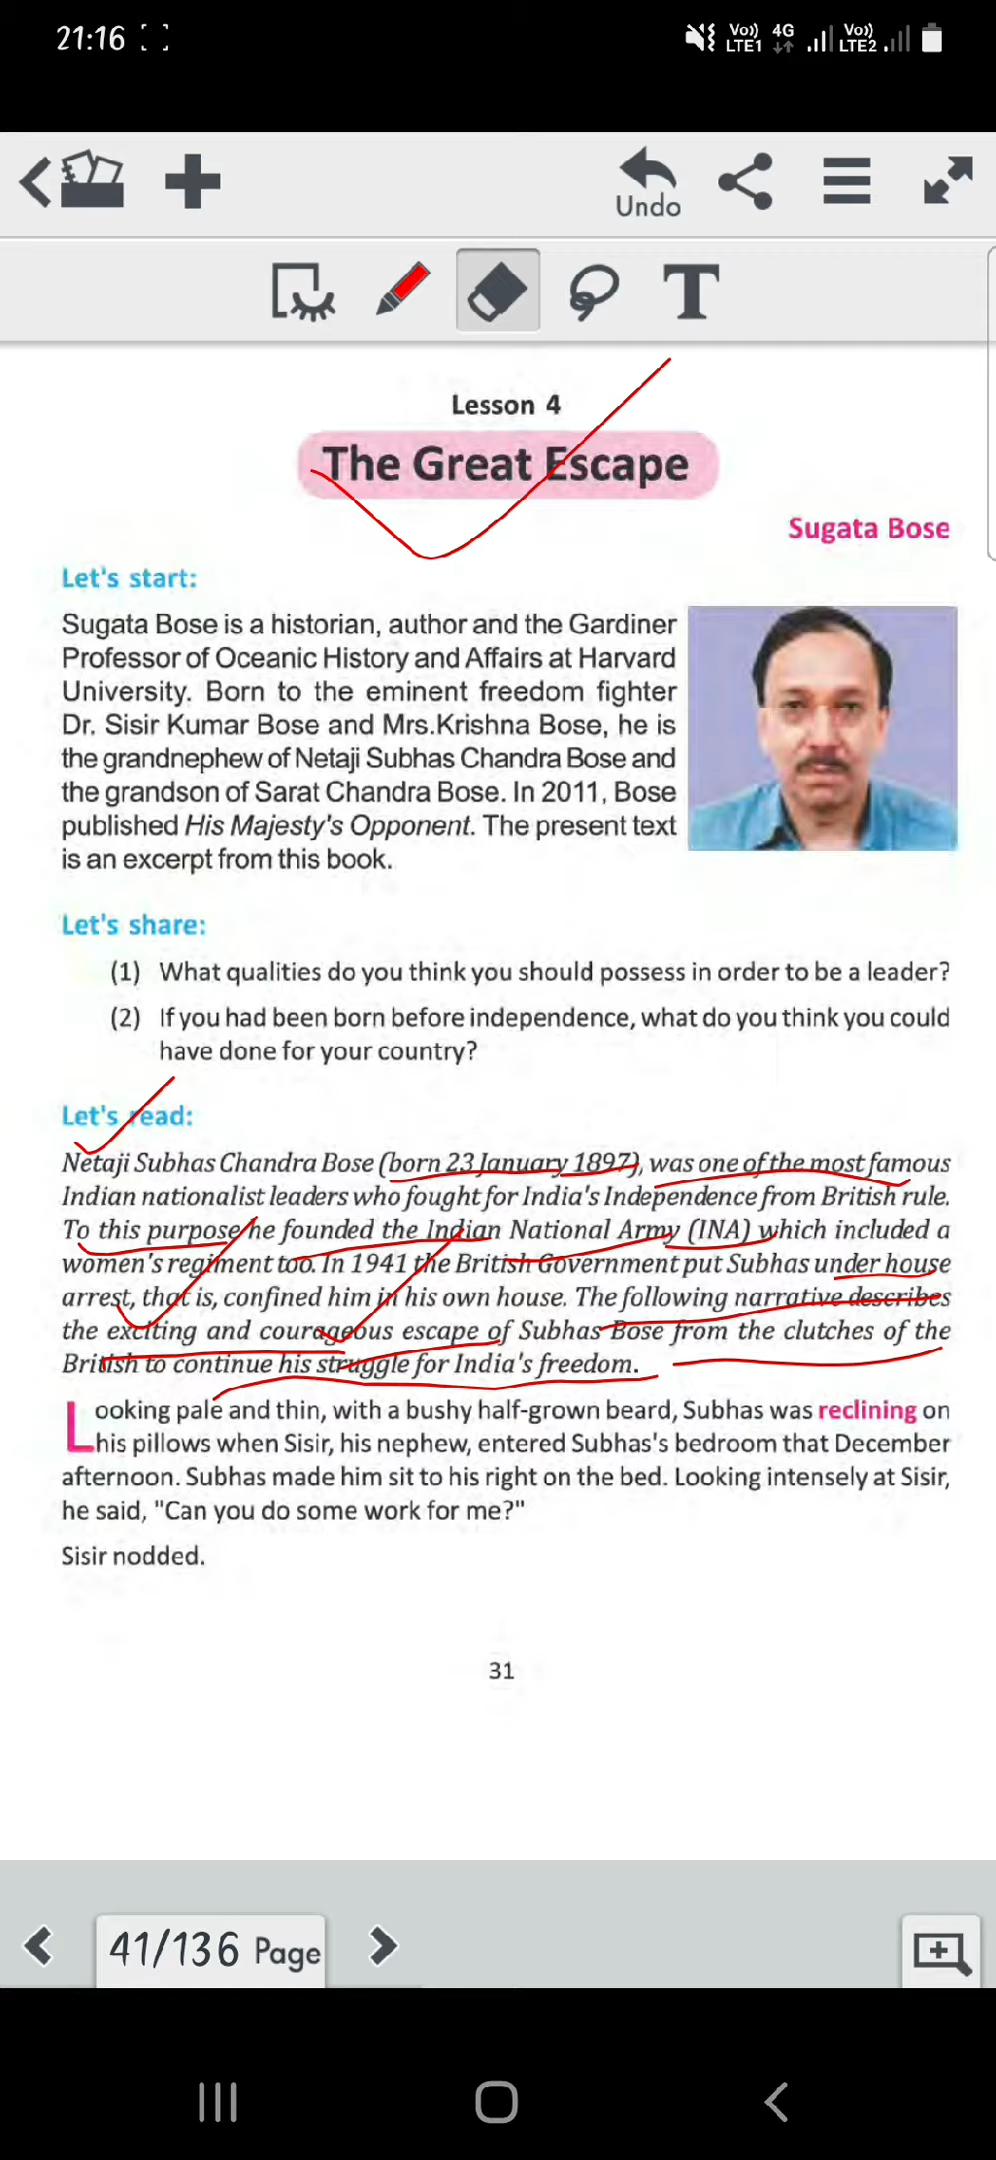 21:16
Vo)) LTE1 4G Vo)) LTE2
Undo
T
Lesson 4
The Great Escape
Sugata Bose
Let's start:
Sugata Bose is a historian, author and the Gardiner
Professor of Oceanic History and Affairs at Harvard
University. Born to the eminent freedom fighter
Dr. Sisir Kumar Bose and Mrs.Krishna Bose, he is
the grandnephew of Netaji Subhas Chandra Bose and
the grandson of Sarat Chandra Bose. In 2011, Bose
published His Majesty's Opponent. The present text
is an excerpt from this book.
Let's share:
(1) What qualities do you think you should possess in order to be a leader?
(2) If you had been born before independence, what do you think you could
have done for your country?
Let's read:
Netaji Subhas Chandra Bose (born 23 January 1897), was one of the most famous
Indian nationalist leaders who fought for India's Independence from British rule.
To this purpose he founded the Indian National Army (INA) which included a
women's regiment too. In 1941 the British Government put Subhas under house
arrest, that is, confined him in his own house. The following narrative describes
the exciting and courageous escape of Subhas Bose from the clutches of the
British to continue his struggle for India's freedom.
Looking pale and thin, with a bushy half-grown beard, Subhas was reclining on
his pillows when Sisir, his nephew, entered Subhas's bedroom that December
afternoon. Subhas made him sit to his right on the bed. Looking intensely at Sisir,
he said, "Can you do some work for me?"
Sisir nodded.
31
41/136 Page